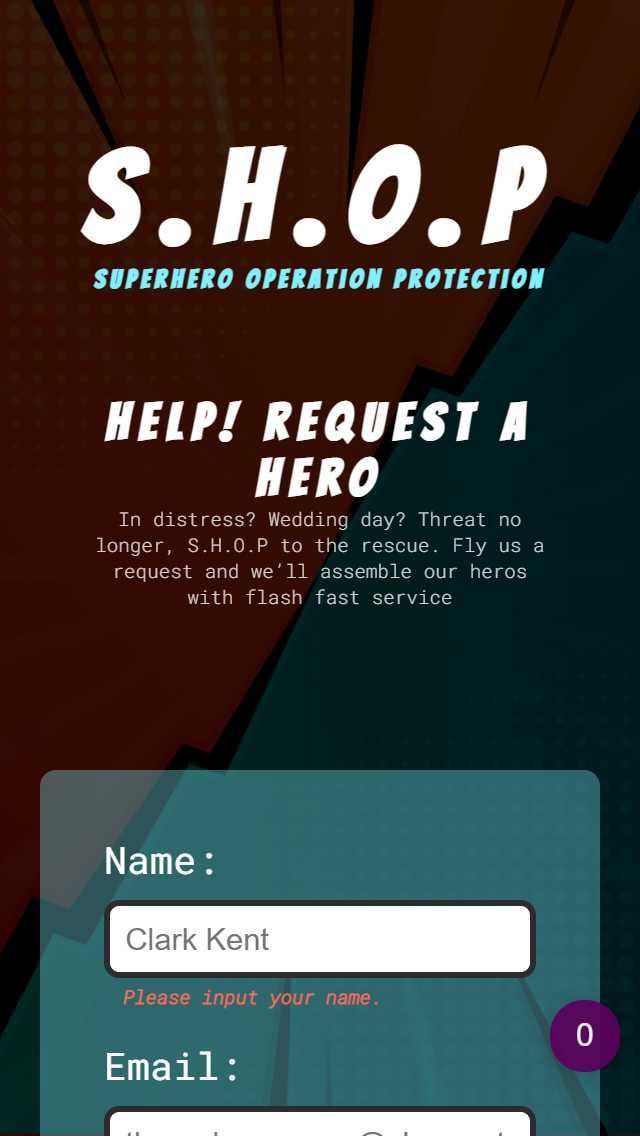 S.H.O.P
SUPERHERO OPERATION PROTECTION
HELP! REQUEST A
HERO
In distress? Wedding day? Threat no
longer, S.H.O.P to the rescue. Fly us a
request and we’ll assemble our heros
with flash fast service
Name:
Clark Kent
Please input your name.
0
Email: